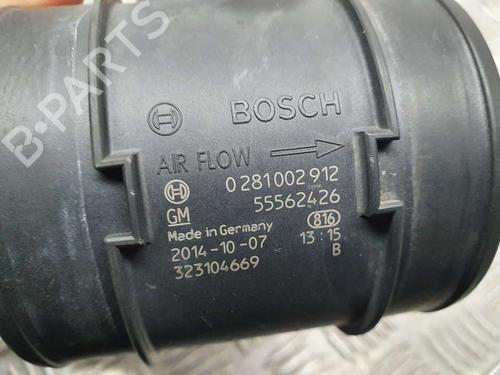 B·PARTS
BOSCH
AIR FLOW
0 281 002 912
GM 55562426
Made in Germany 816
2014-10-07 13:15
323104669 B